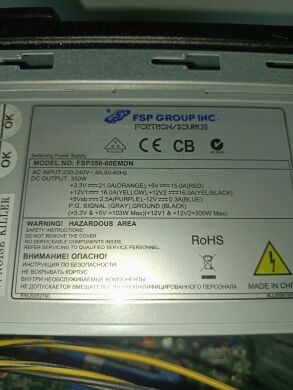 FSP GROUP INC.
FORTRON/SOURCE
CE CB
Switching Power Supply
MODEL NO: FSP350-60EMDN
AC INPUT:230-240V~,4A,50-60Hz
DC OUTPUT: 350W
+3.3V⎓21.0A(ORANGE), +5V⎓15.0A(RED)
+12V1⎓16.0A(YELLOW), +12V2⎓16.0A(YEL/BLACK)
+5Vsb⎓2.5A(PURPLE), -12V⎓0.3A(BLUE)
P.G. SIGNAL (GRAY),GROUND (BLACK)
(+3.3V & +5V =103W Max) (+12V1 &+12V2=300W Max)
WARNING! HAZARDOUS AREA
SAFETY INSTRUCTIONS:
DO NOT REMOVE THE COVER
NO SERVICEABLE COMPONENTS
REFER SERVICING TO
QUALIFIED PERSONNEL.
RoHS
ВНИМАНИЕ! ОПАСНО!
ИНСТРУКЦИЯ ПО БЕЗОПАСНОСТИ:
НЕ ВСКРЫВАТЬ КОРПУС
ВНУТРИ НЕОБСЛУЖИВАЕМЫЕ КОМПОНЕНТЫ
MADE IN CHI
OK
OK
NOISE KILLER